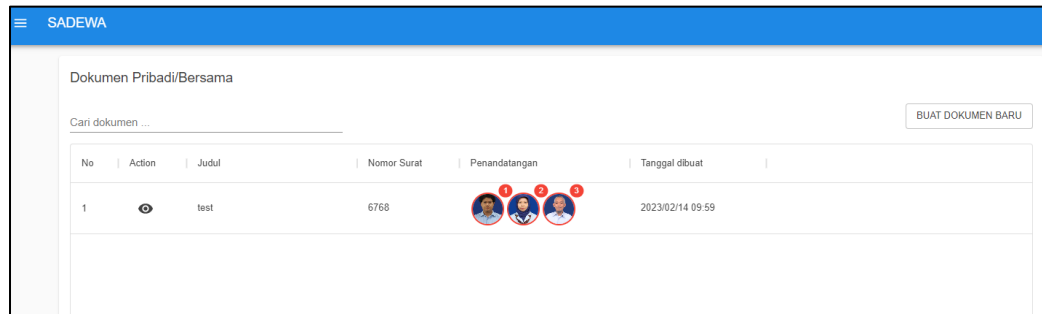 SADEWA
Dokumen Pribadi/Bersama
Cari dokumen ...
BUAT DOKUMEN BARU
No Action Judul Nomor Surat Penandatangan Tanggal dibuat
1 test 6768 1 2 3 2023/02/14 09:59